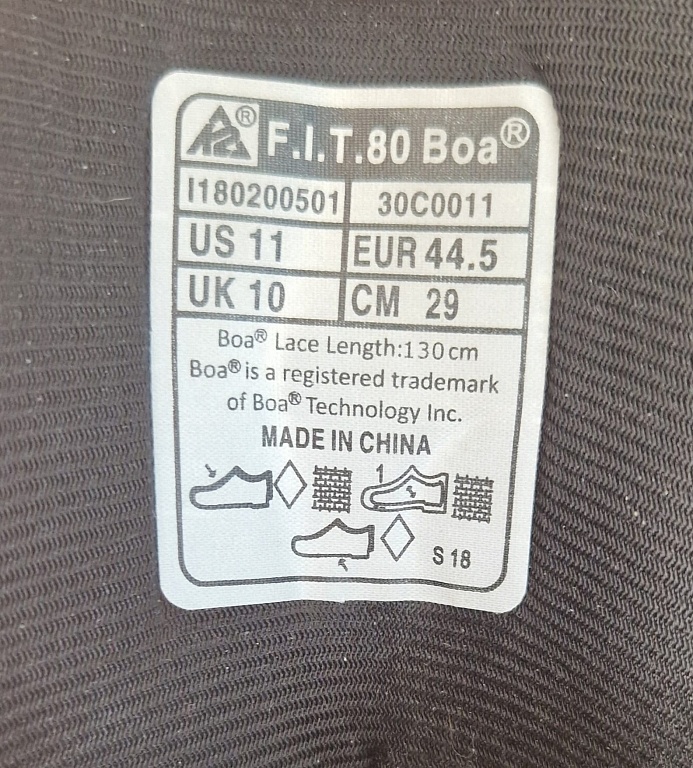 ® F.I.T.80 Boa®
I180200501 30C0011
US 11 EUR 44.5
UK 10 CM 29
Boa® Lace Length:130cm
Boa® is a registered trademark
of Boa® Technology Inc.
MADE IN CHINA
1
S 18